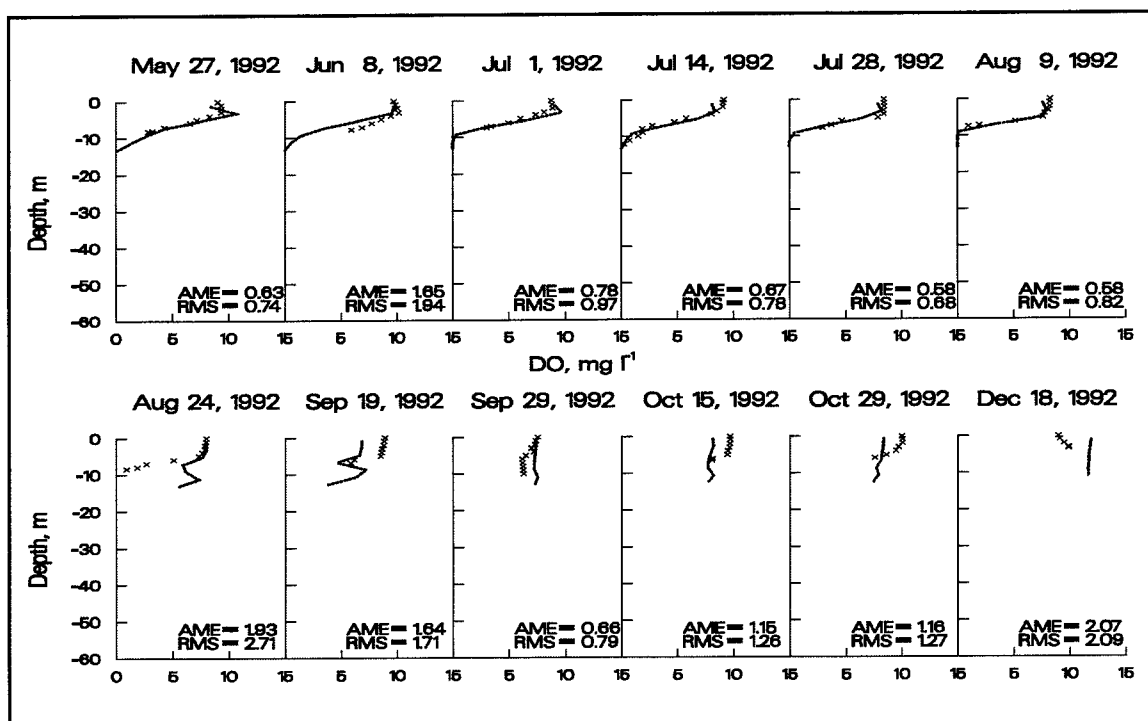 May 27, 1992 Jun 8, 1992 Jul 1, 1992 Jul 14, 1992 Jul 28, 1992 Aug 9, 1992
Depth, m
0
-10
-20
-30
-40
-50
-60
AME = 0.63 AME = 1.65 AME = 0.78 AME = 0.67 AME = 0.58 AME = 0.58
RMS = 0.74 RMS = 1.94 RMS = 0.97 RMS = 0.78 RMS = 0.68 RMS = 0.82
0 5 10 15 5 10 15 5 10 15 5 10 15 5 10 15 5 10 15
DO, mg l⁻¹
Aug 24, 1992 Sep 19, 1992 Sep 29, 1992 Oct 15, 1992 Oct 29, 1992 Dec 18, 1992
Depth, m
0
-10
-20
-30
-40
-50
-60
AME = 1.93 AME = 1.64 AME = 0.66 AME = 1.15 AME = 1.16 AME = 2.07
RMS = 2.71 RMS = 1.71 RMS = 0.79 RMS = 1.26 RMS = 1.27 RMS = 2.09
0 5 10 15 5 10 15 5 10 15 5 10 15 5 10 15 5 10 15